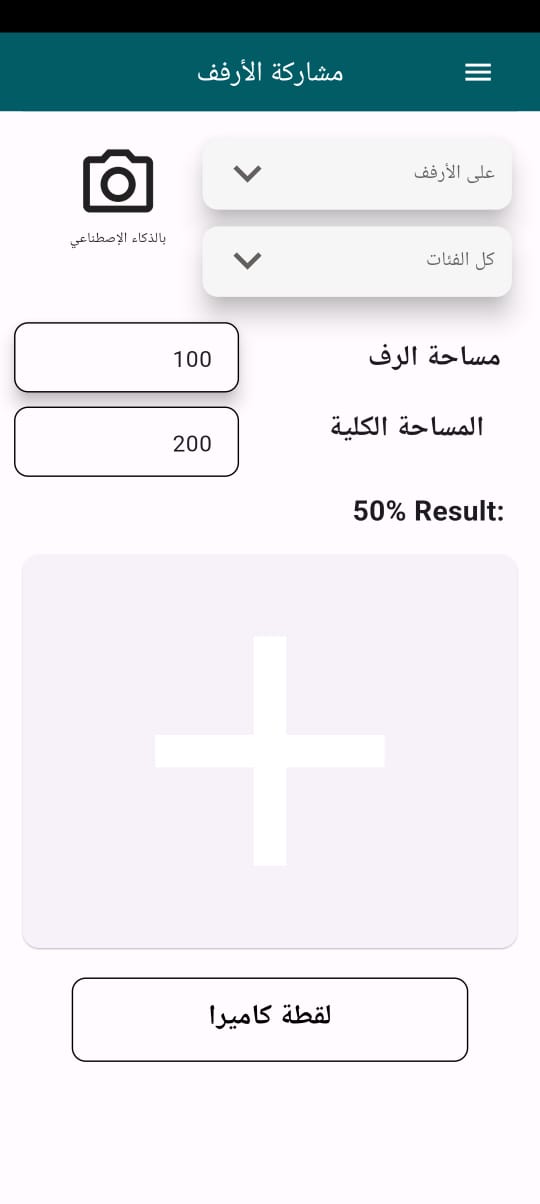 مشاركة الأرفف
على الأرفف
بالذكاء الإصطناعي
كل الفئات
مساحة الرف
100
المساحة الكلية
200
50% Result:
لقطة كاميرا